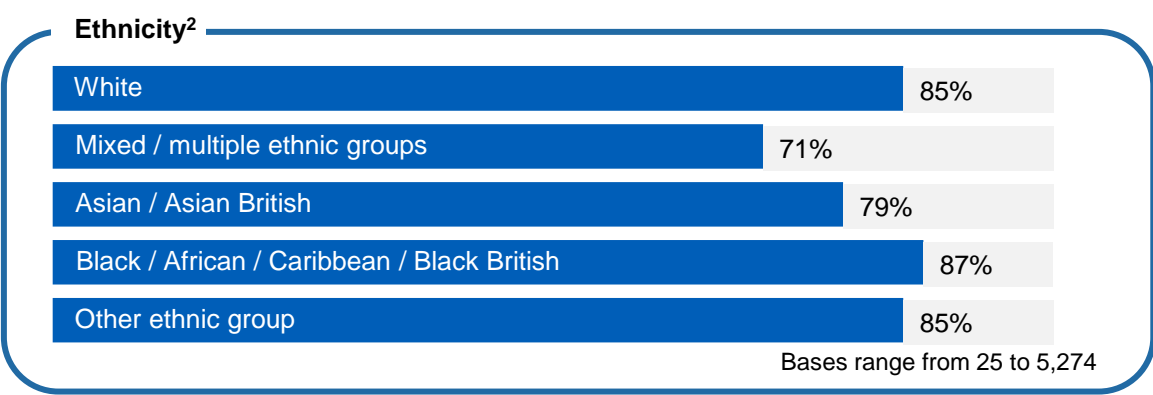 Ethnicity²
White 85%
Mixed / multiple ethnic groups 71%
Asian / Asian British 79%
Black / African / Caribbean / Black British 87%
Other ethnic group 85%
Bases range from 25 to 5,274